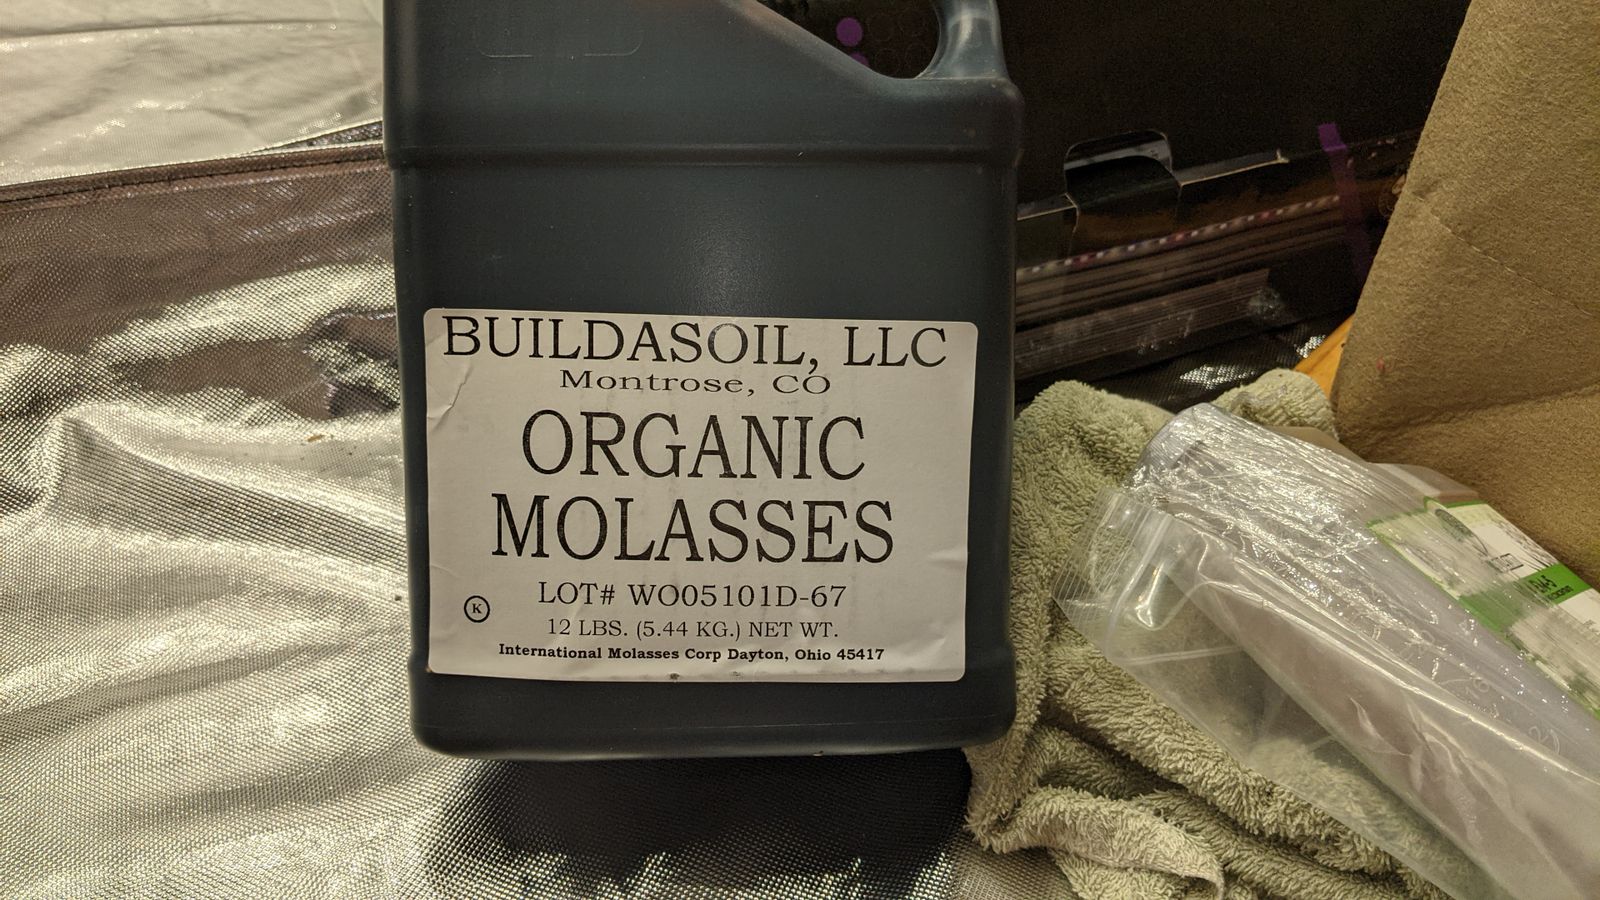 BUILDASOIL, LLC
Montrose, CO
ORGANIC
MOLASSES
LOT# WO05101D-67
K
12 LBS. (5.44 KG.) NET WT.
International Molasses Corp Dayton, Ohio 45417